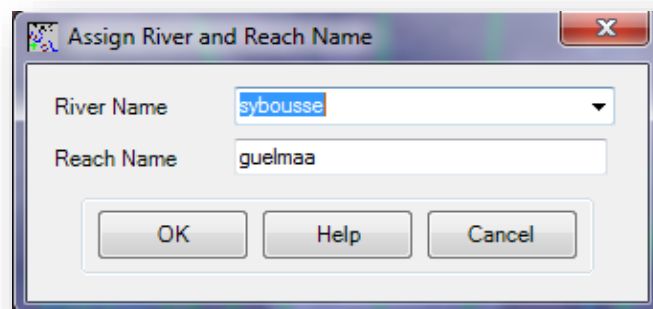 Assign River and Reach Name
River Name sybousse
Reach Name guelmaa
OK Help Cancel